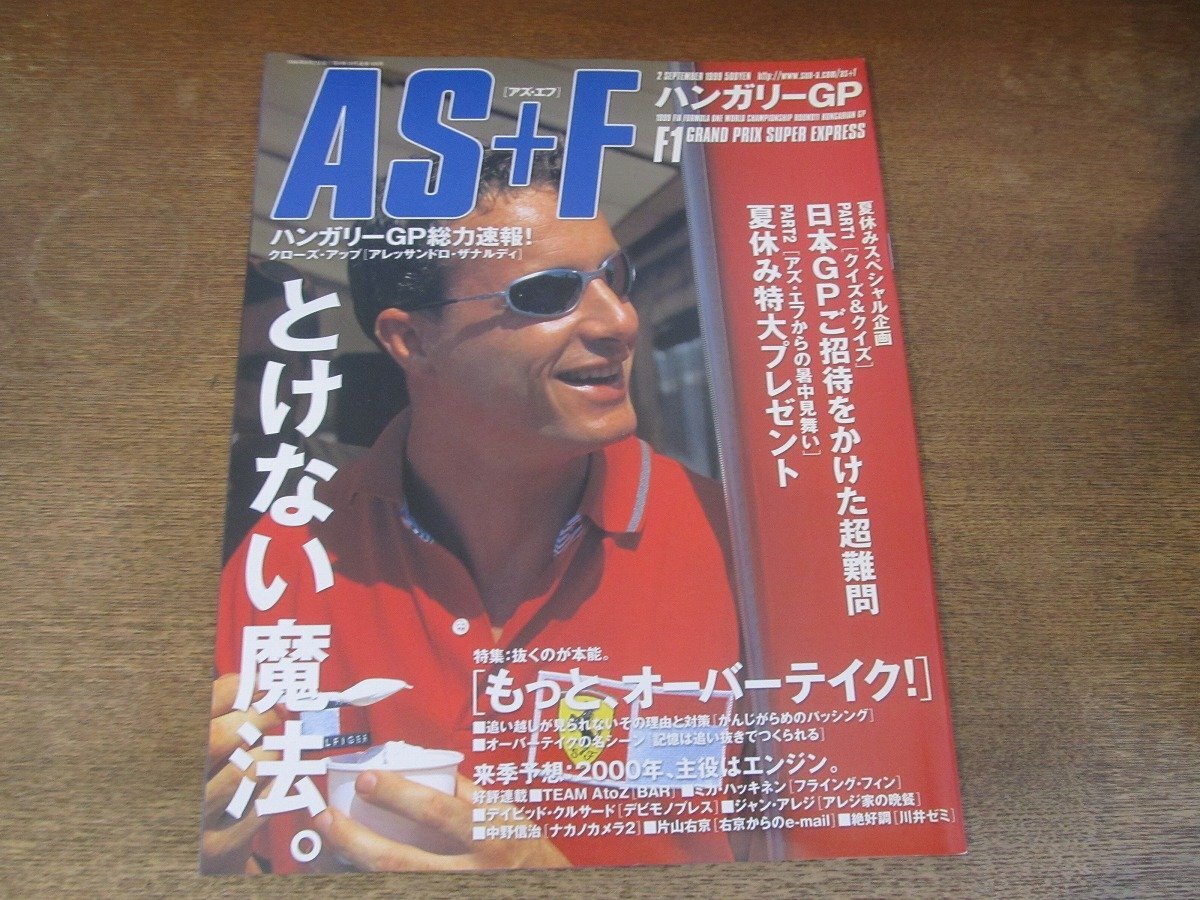 AS+F
[アズ・エフ]
2 SEPTEMBER 1999 500YEN http://www.sun-a.com/as+f
ハンガリーGP
1999 FIA FORMULA ONE WORLD CHAMPIONSHIP ROUND11 HUNGARIAN GP
F1 GRAND PRIX SUPER EXPRESS
ハンガリーGP総力速報!
クローズ・アップ[アレッサンドロ・ザナルディ]
とけない魔法。
夏休みスペシャル企画
PART1[クイズ&クイズ]
日本GPご招待をかけた超難問
PART2[アズ・エフからの暑中見舞い]
夏休み特大プレゼント
特集:抜くのが本能。
[もっと、オーバーテイク!]
■追い越しが見られないその理由と対策[がんじがらめのパッシング]
■オーバーテイクの名シーン[記憶は追い抜きでつくられる]
来季予想:2000年、主役はエンジン。
好評連載■TEAM AtoZ[BAR]■ミカ・ハッキネン[フライング・フィン]
■デイビッド・クルサード[デビモノプレス]■ジャン・アレジ[アレジ家の晩餐]
■中野信治[ナカノカメラ2]■片山右京[右京からのe-mail]■絶好調[川井ゼミ]
LFIGER